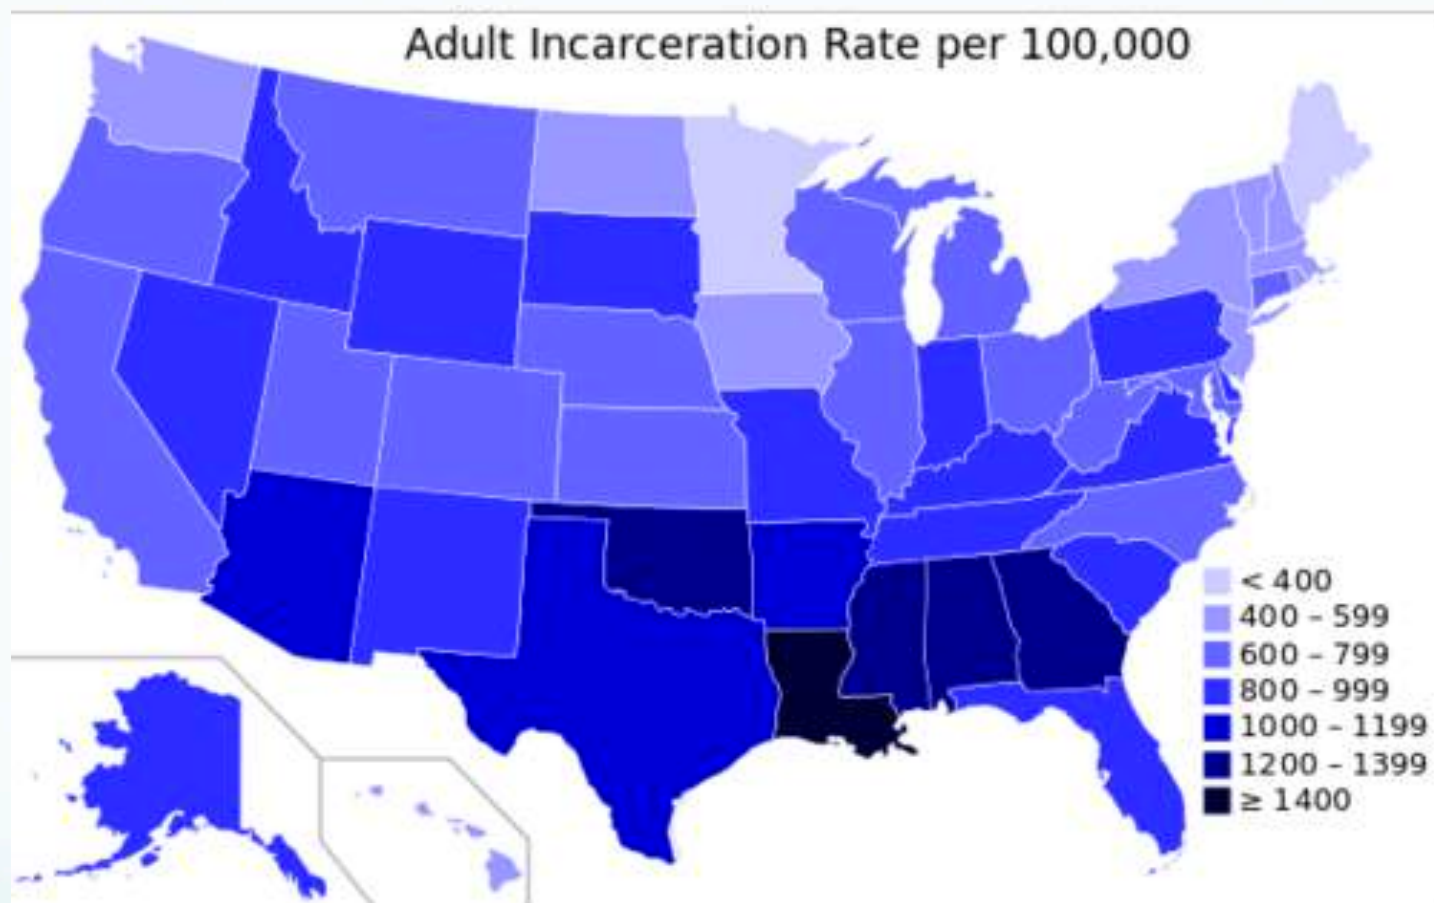 Adult Incarceration Rate per 100,000
< 400
400 – 599
600 – 799
800 – 999
1000 – 1199
1200 – 1399
≥ 1400